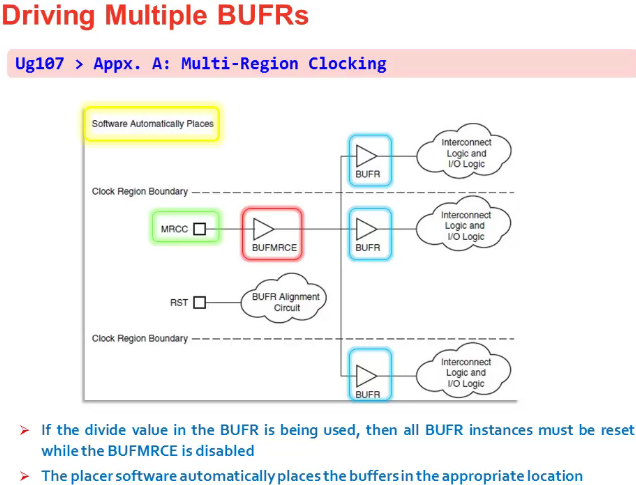 Driving Multiple BUFRs
Ug107 > Appx. A: Multi-Region Clocking
Software Automatically Places
Interconnect
Logic and
I/O Logic
BUFR
Clock Region Boundary
MRCC
BUFMRCE
BUFR
Interconnect
Logic and
I/O Logic
RST
BUFR Alignment
Circuit
Clock Region Boundary
BUFR
Interconnect
Logic and
I/O Logic
If the divide value in the BUFR is being used, then all BUFR instances must be reset
while the BUFMRCE is disabled
The placer software automatically places the buffers in the appropriate location